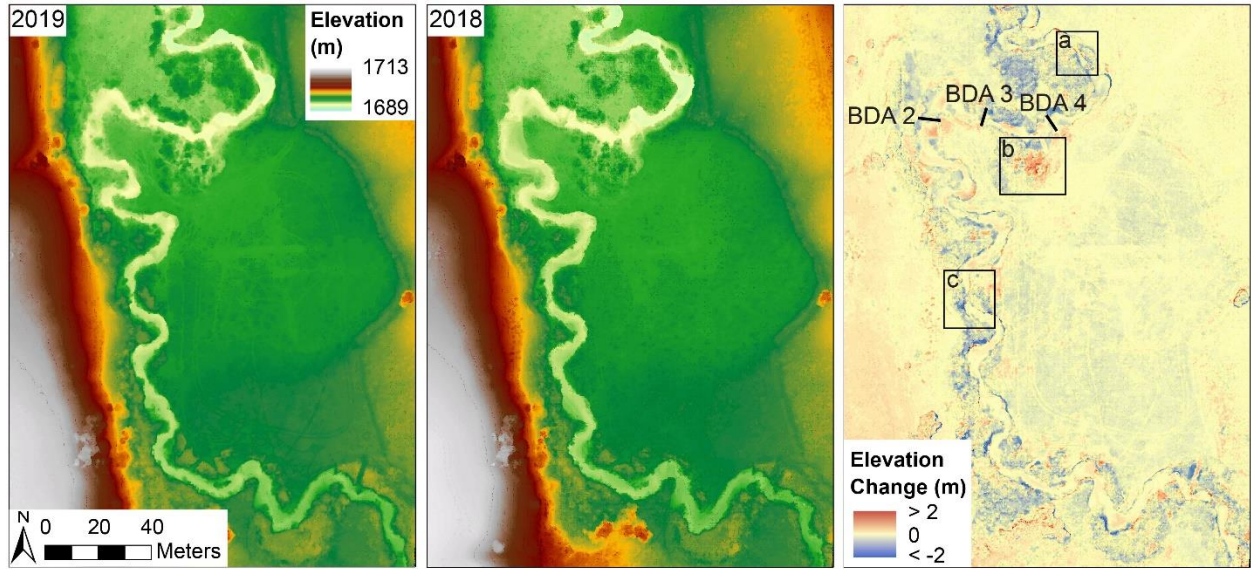 2019
Elevation
(m)
1713
1689
N
0 20 40
Meters
2018
a
BDA 2
BDA 3
BDA 4
b
c
Elevation
Change (m)
> 2
0
< -2